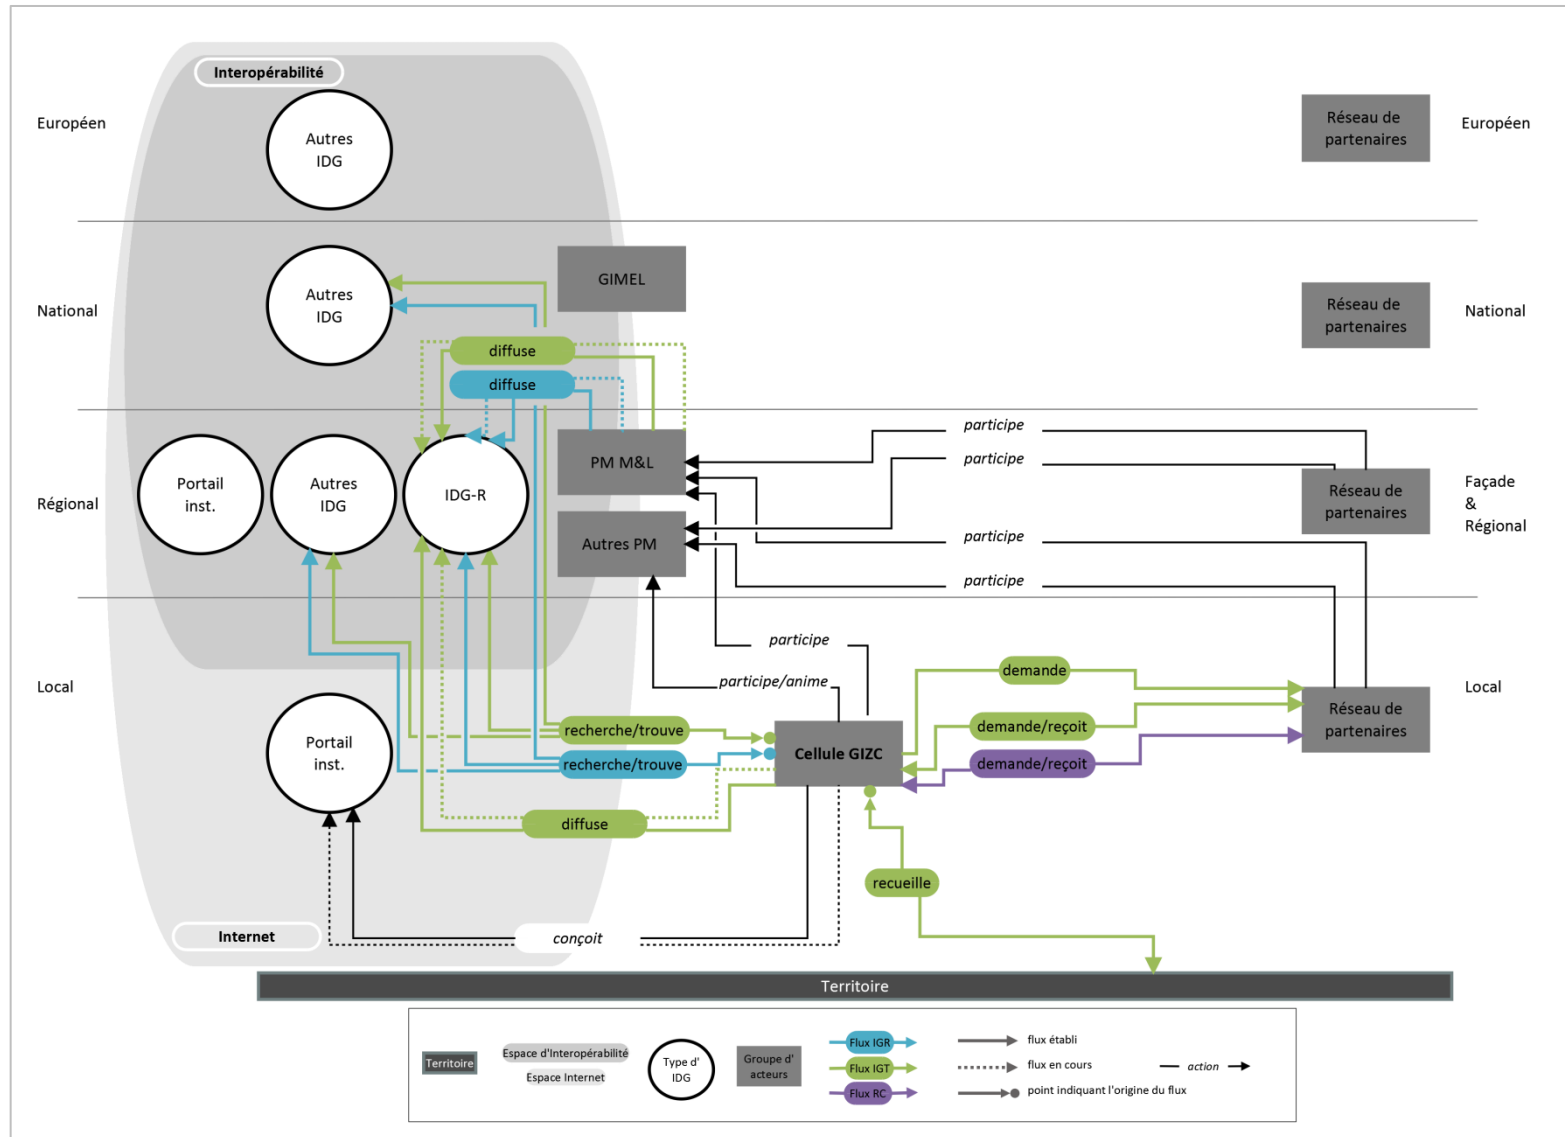 Interopérabilité
Européen
Autres
IDG
Réseau de
partenaires
Européen
National
Autres
IDG
GIMEL
Réseau de
partenaires
National
diffuse
diffuse
Régional
Portail
inst.
Autres
IDG
IDG-R
PM M&L
Autres PM
participe
participe
participe
participe
Réseau de
partenaires
Façade
&
Régional
Local
participe
participe/anime
demande
demande/reçoit
demande/reçoit
Réseau de
partenaires
Local
Portail
inst.
recherche/trouve
recherche/trouve
Cellule GIZC
diffuse
recueille
Internet
conçoit
Territoire
Territoire
Espace d'Interopérabilité
Espace Internet
Type d'
IDG
Groupe d'
acteurs
Flux IGR
Flux IGT
Flux RC
flux établi
flux en cours
point indiquant l'origine du flux
action